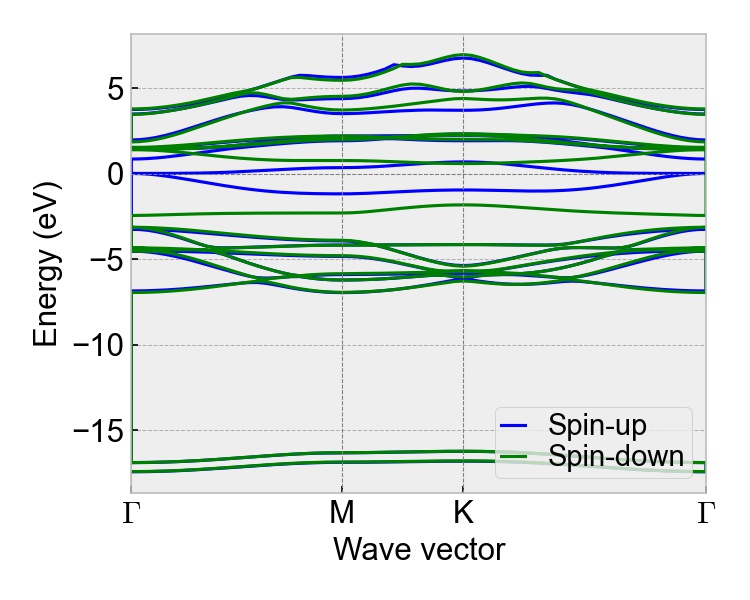 Energy (eV)
5
0
−5
−10
−15
Spin-up
Spin-down
Γ M K Γ
Wave vector